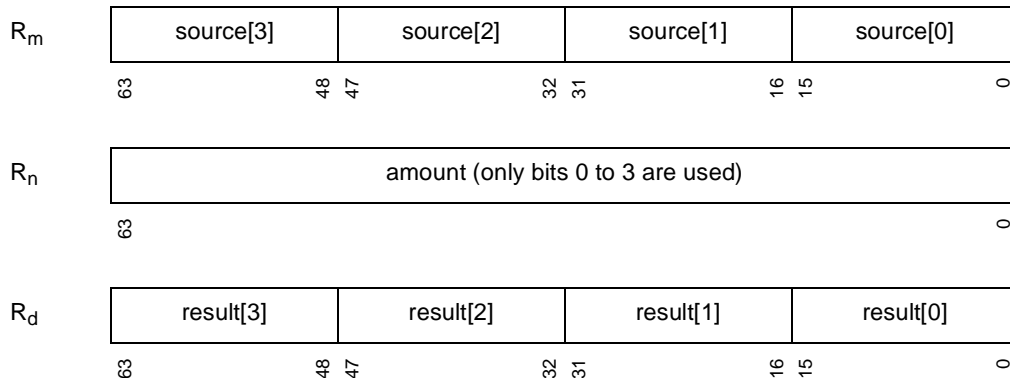 Rm source[3] source[2] source[1] source[0]
63 48 47 32 31 16 15 0
Rn amount (only bits 0 to 3 are used)
63 0
Rd result[3] result[2] result[1] result[0]
63 48 47 32 31 16 15 0